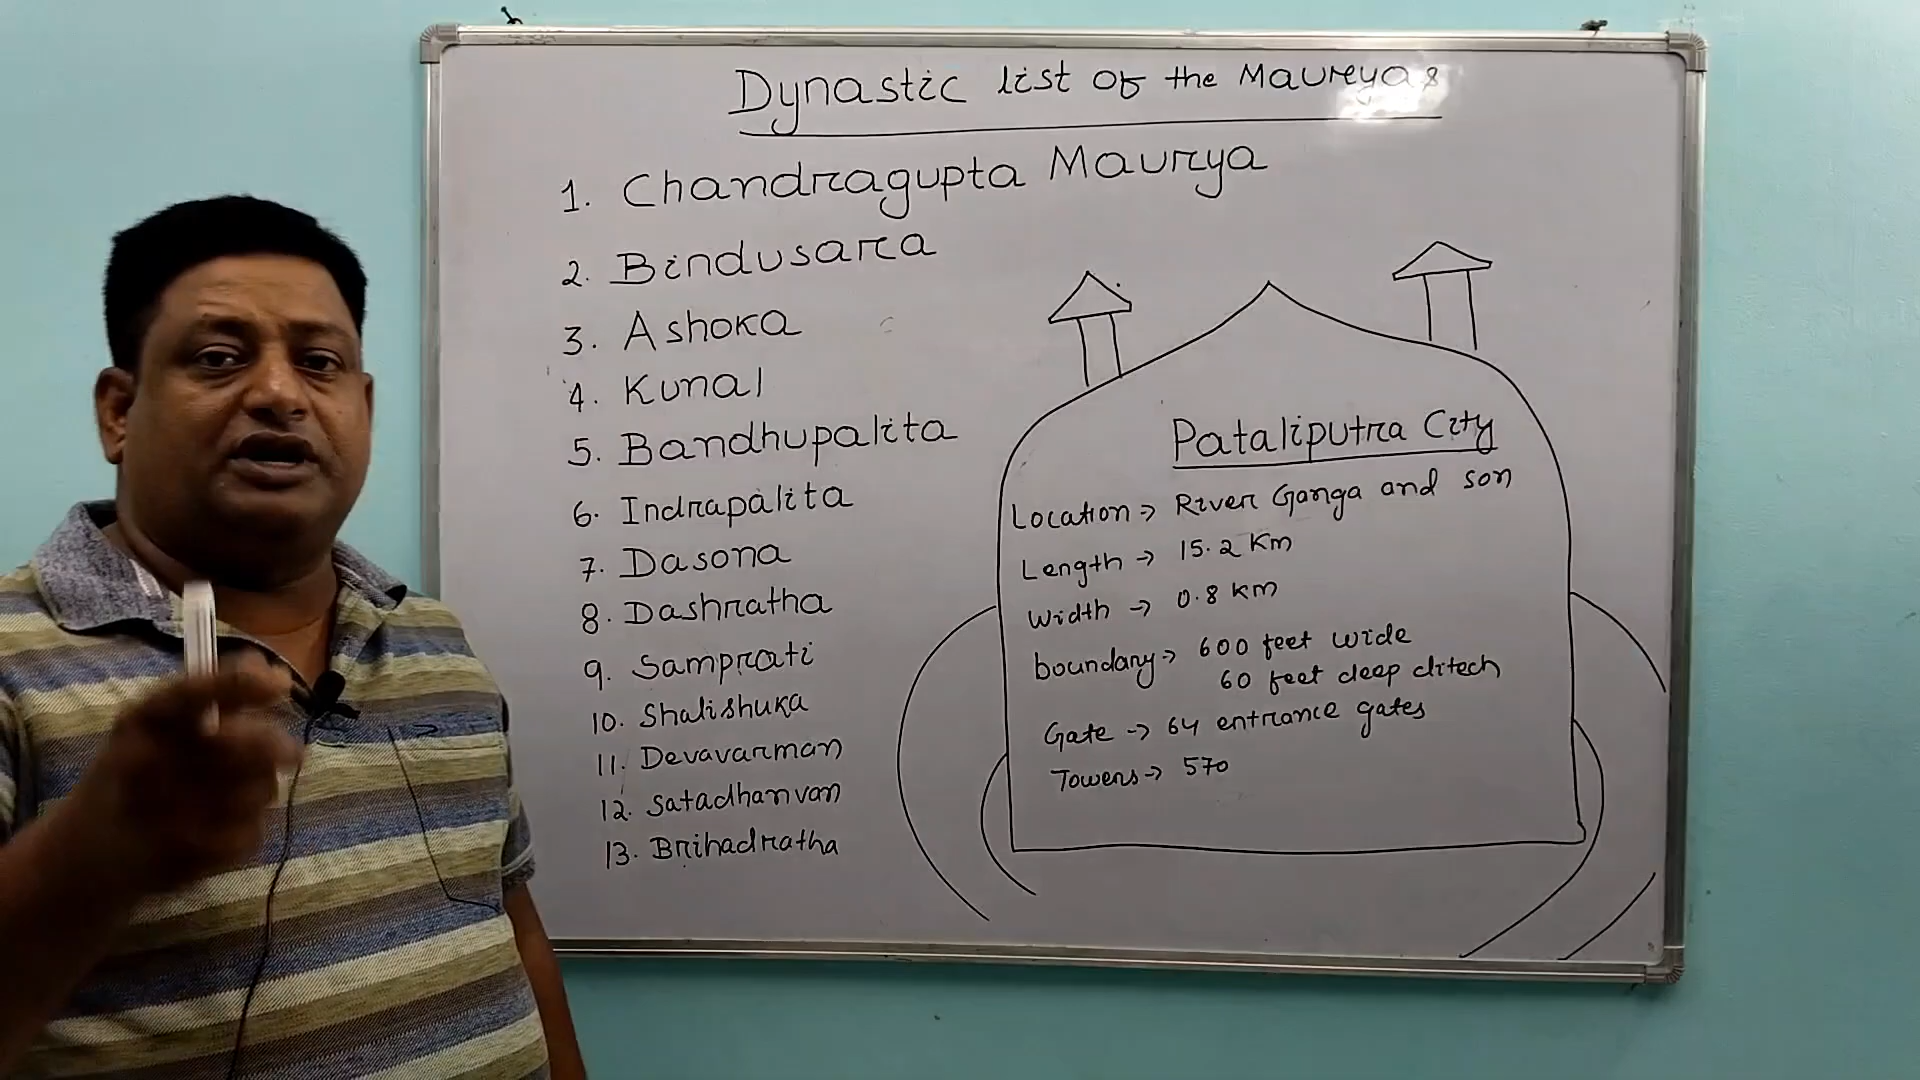 Dynastic list of the Maureyas
1. Chandragupta Maurya
2. Bindusara
3. Ashoka
4. Kunal
5. Bandhupalita
6. Indrapalita
7. Dasona
8. Dashratha
9. Samprati
10. Shalishuka
11. Devavarman
12. Satadhanvan
13. Brihadratha
Pataliputra City
Location → River Ganga and son
Length → 15.2 Km
Width → 0.8 km
boundary → 600 feet wide
60 feet deep ditech
Gate → 64 entrance gates
Towers → 570